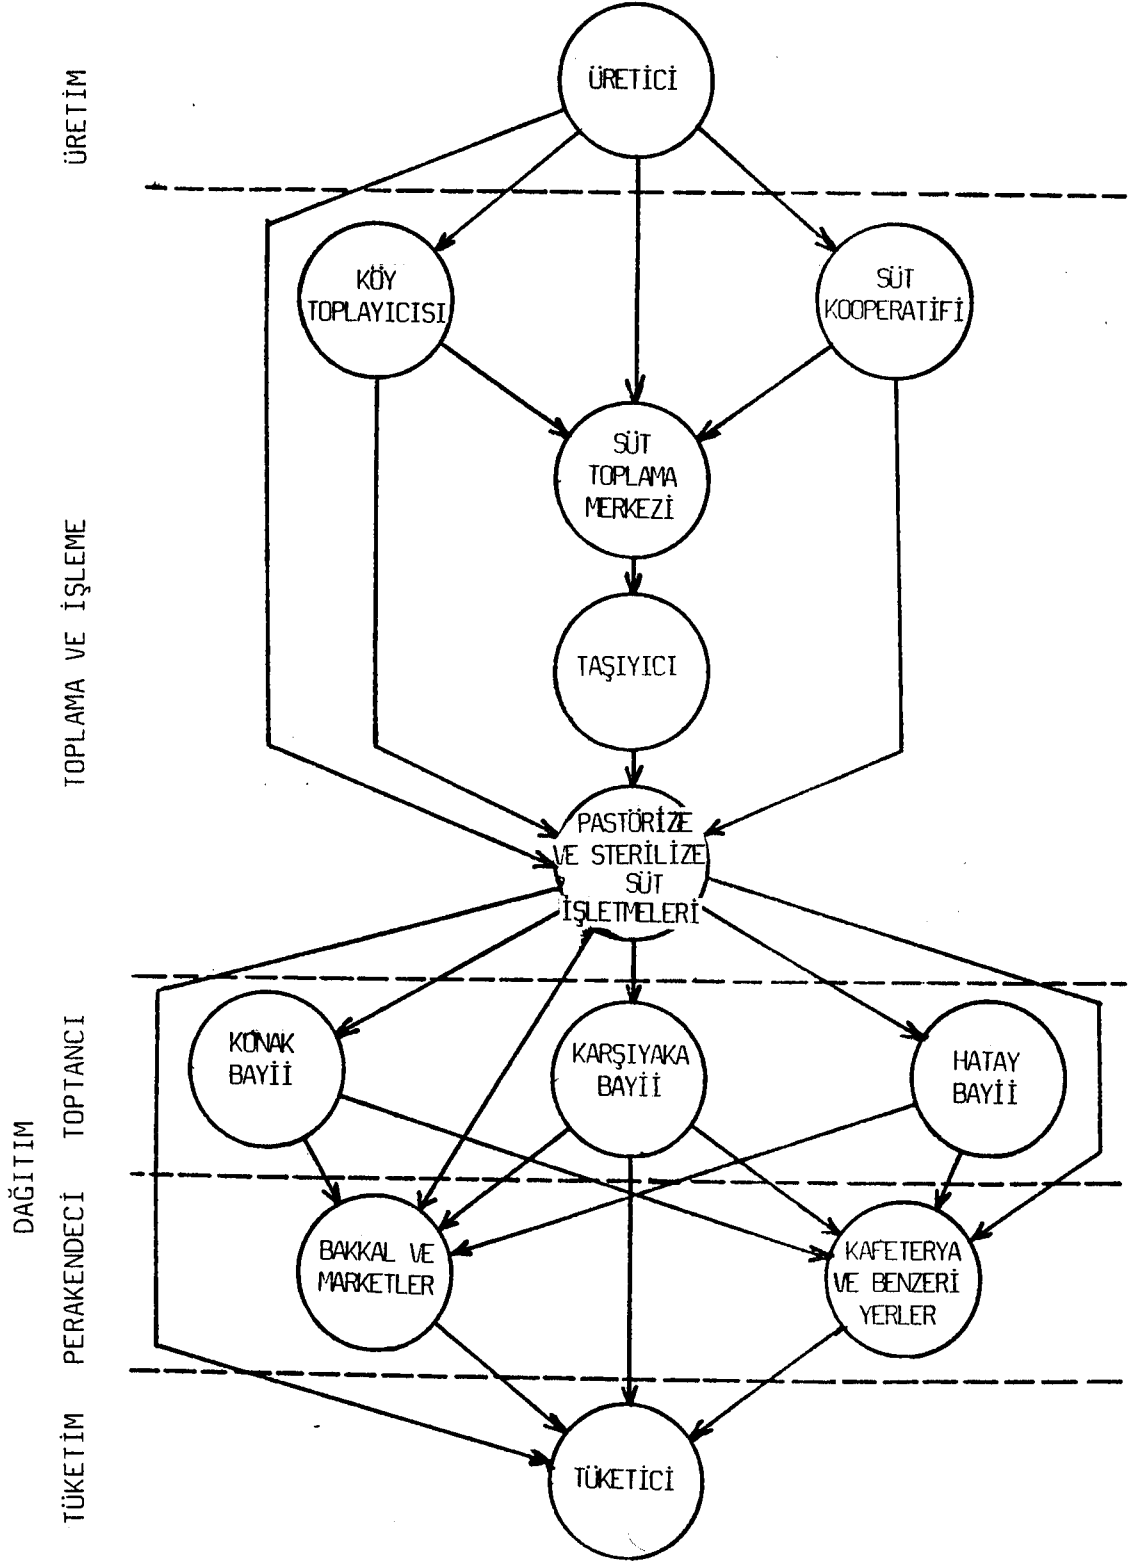 ÜRETİM
ÜRETİCİ
KÖY
TOPLAYICISI
SÜT
KOOPERATİFİ
TOPLAMA VE İŞLEME
SÜT
TOPLAMA
MERKEZİ
TAŞIYICI
PASTÖRİZE
VE STERİLİZE
SÜT
İŞLETMELERİ
DAĞITIM
TOPTANCI
KONAK
BAYİİ
KARŞIYAKA
BAYİİ
HATAY
BAYİİ
PERAKENDECİ
BAKKAL VE
MARKETLER
KAFETERYA
VE BENZERİ
YERLER
TÜKETİM
TÜKETİCİ